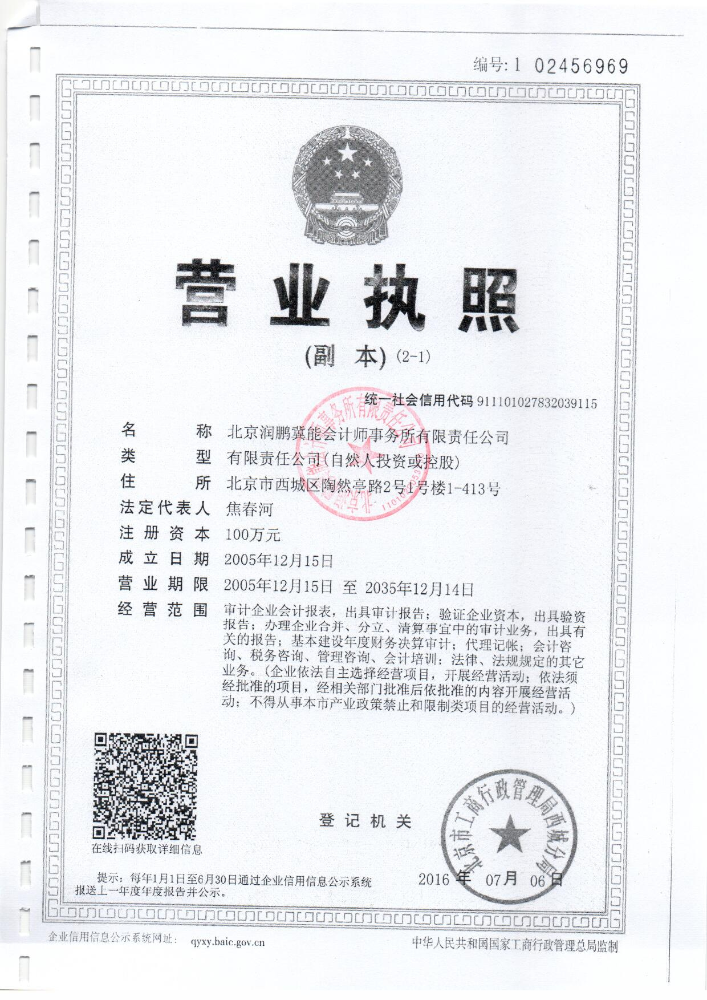 编号: 1 02456969
营业执照
(副 本) (2-1)
统一社会信用代码 911101027832039115
名称 北京润鹏冀能会计师事务所有限责任公司
类型 有限责任公司(自然人投资或控股)
住所 北京市西城区陶然亭路2号1号楼1-413号
法定代表人 焦春河
注册资本 100万元
成立日期 2005年12月15日
营业期限 2005年12月15日 至 2035年12月14日
经营范围 审计企业会计报表，出具审计报告；验证企业资本，出具验资
报告；办理企业合并、分立、清算事宜中的审计业务，出具有
关的报告；基本建设年度财务决算审计；代理记帐；会计咨
询、税务咨询、管理咨询、会计培训；法律、法规规定的其它
业务。(企业依法自主选择经营项目，开展经营活动；依法须
经批准的项目，经相关部门批准后依批准的内容开展经营活
动；不得从事本市产业政策禁止和限制类项目的经营活动。)
在线扫码获取详细信息
登记机关
北京市工商行政管理局西城分局
2016 年 07月 06日
提示：每年1月1日至6月30日通过企业信用信息公示系统
报送上一年度年度报告并公示。
企业信用信息公示系统网址： qyxy.baic.gov.cn
中华人民共和国国家工商行政管理总局监制